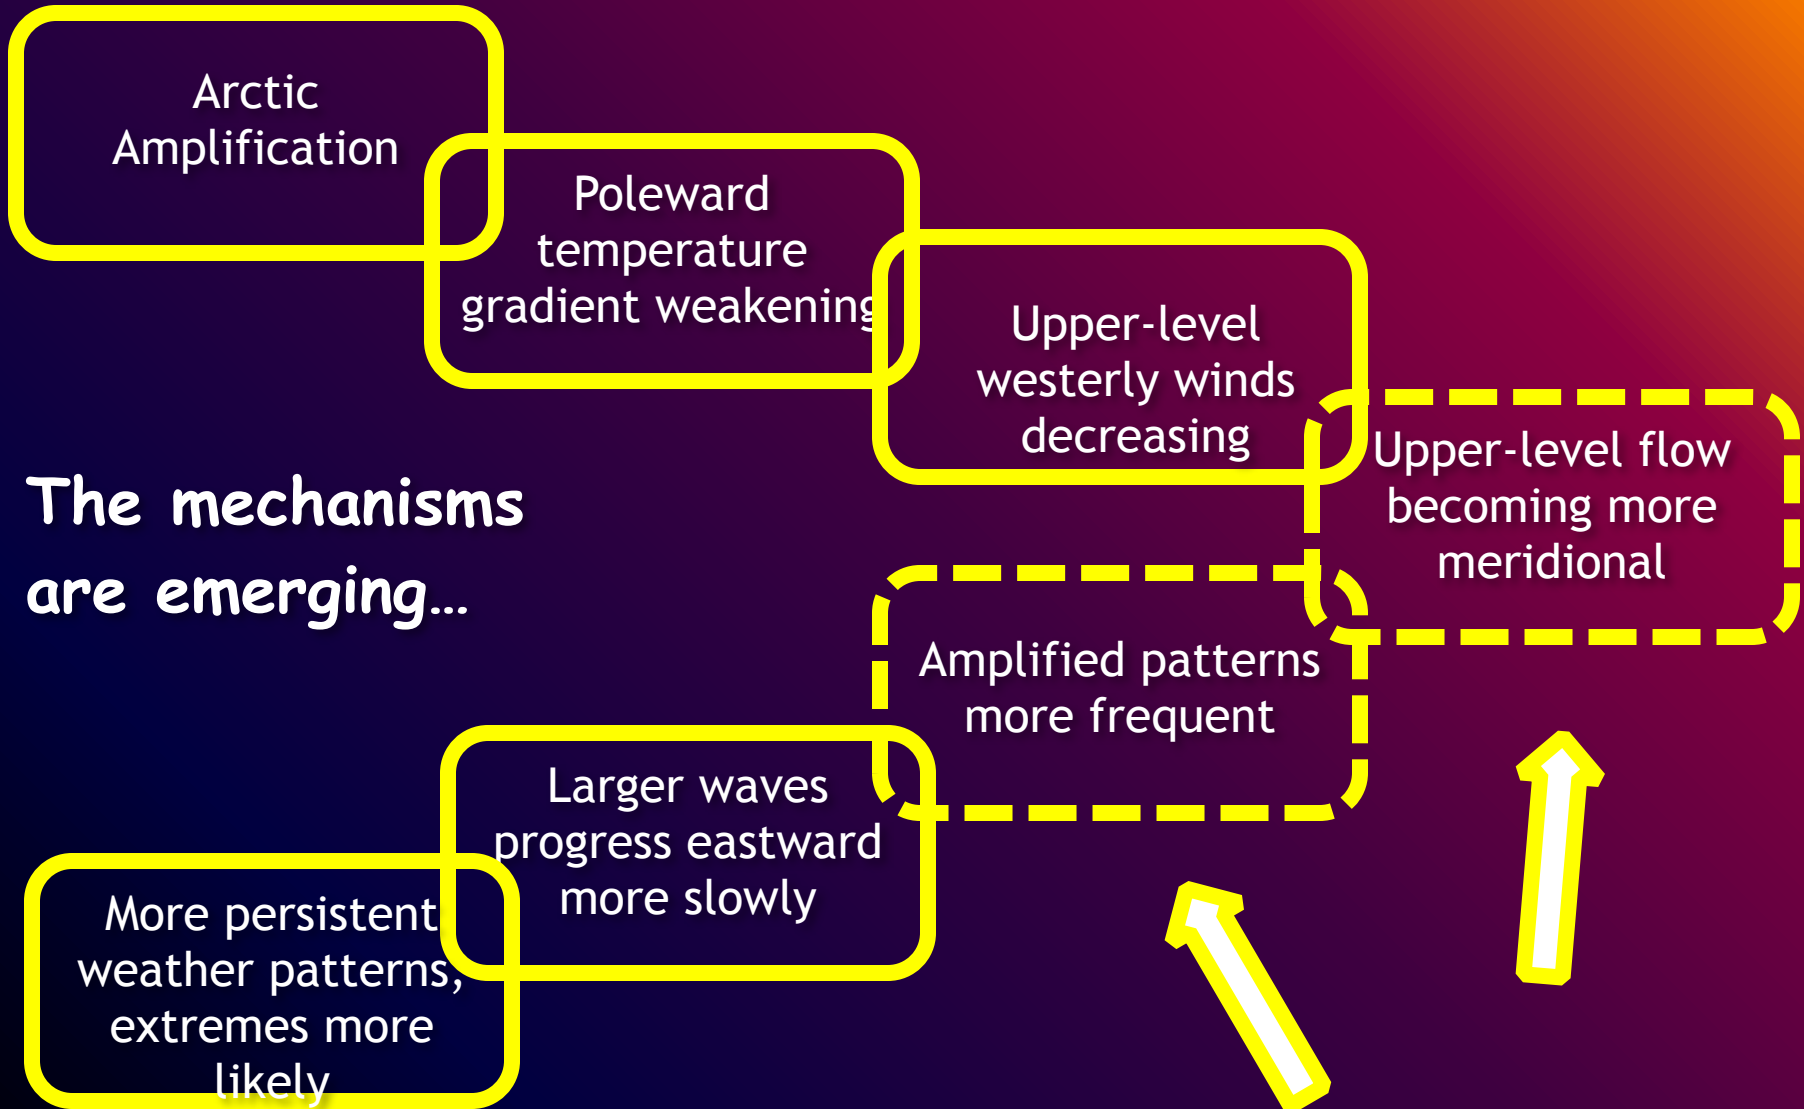 Arctic
Amplification
Poleward
temperature
gradient weakening
Upper-level
westerly winds
decreasing
Upper-level flow
becoming more
meridional
The mechanisms
are emerging…
Amplified patterns
more frequent
Larger waves
progress eastward
more slowly
More persistent
weather patterns,
extremes more
likely